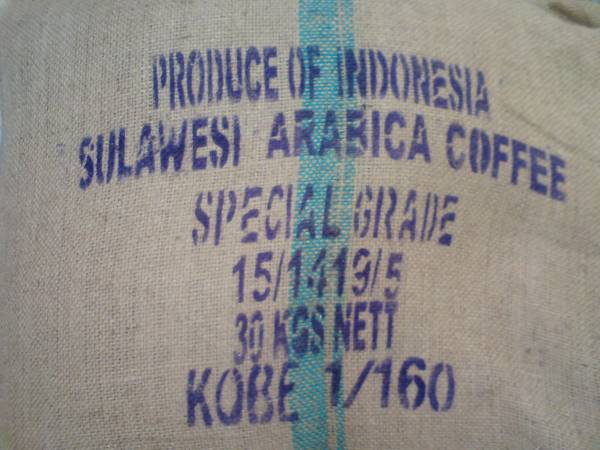 PRODUCE OF INDONESIA
SULAWESI ARABICA COFFEE
SPECIAL GRADE
15/1419/5
30 KGS NETT
KOBE 1/160